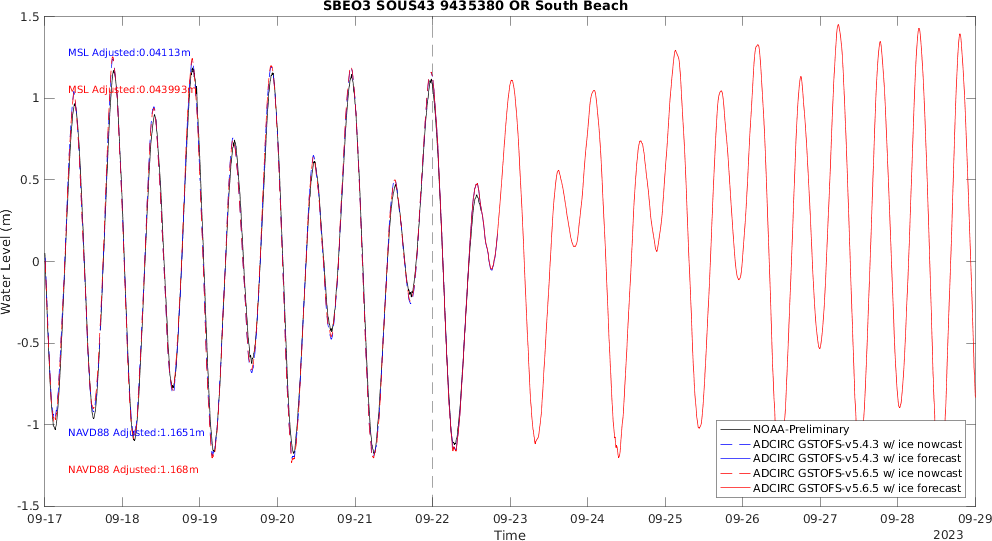 SBEO3 SOUS43 9435380 OR South Beach
1.5
1
0.5
0
-0.5
-1
-1.5
Water Level (m)
MSL Adjusted:0.04113m
MSL Adjusted:0.043993m
NAVD88 Adjusted:1.1651m
NAVD88 Adjusted:1.168m
NOAA-Preliminary
ADCIRC GSTOFS-v5.4.3 w/ ice nowcast
ADCIRC GSTOFS-v5.4.3 w/ ice forecast
ADCIRC GSTOFS-v5.6.5 w/ ice nowcast
ADCIRC GSTOFS-v5.6.5 w/ ice forecast
09-17 09-18 09-19 09-20 09-21 09-22 09-23 09-24 09-25 09-26 09-27 09-28 09-29
Time
2023